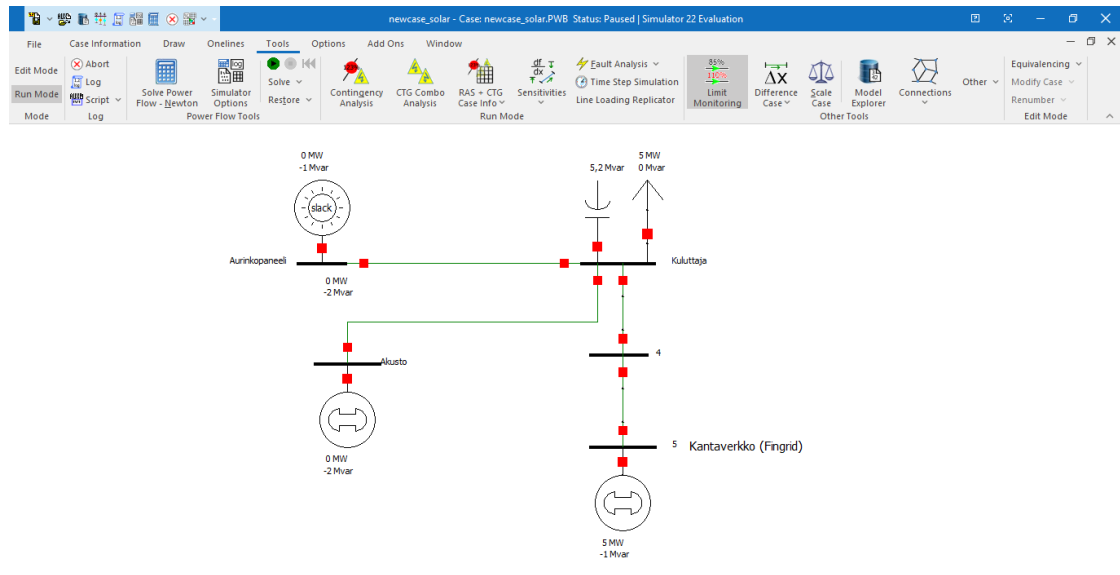 newcase_solar - Case: newcase_solar.PWB Status: Paused | Simulator 22 Evaluation
File Case Information Draw Onelines Tools Options Add Ons Window
Edit Mode
Run Mode
Mode
Abort
Log
Script
Log
Solve Power
Flow - Newton
Simulator
Options
Power Flow Tools
Solve
Restore
Contingency
Analysis
CTG Combo
Analysis
RAS + CTG
Case Info
Sensitivities
Fault Analysis
Time Step Simulation
Line Loading Replicator
Run Mode
85%
110%
Limit
Monitoring
Difference
Case
Scale
Case
Model
Explorer
Connections
Other
Other Tools
Equivalencing
Modify Case
Renumber
Edit Mode
0 MW
-1 Mvar
slack
Aurinkopaneeli
0 MW
-2 Mvar
5,2 Mvar
5 MW
0 Mvar
Kuluttaja
Akusto
0 MW
-2 Mvar
4
5 Kantaverkko (Fingrid)
5 MW
-1 Mvar